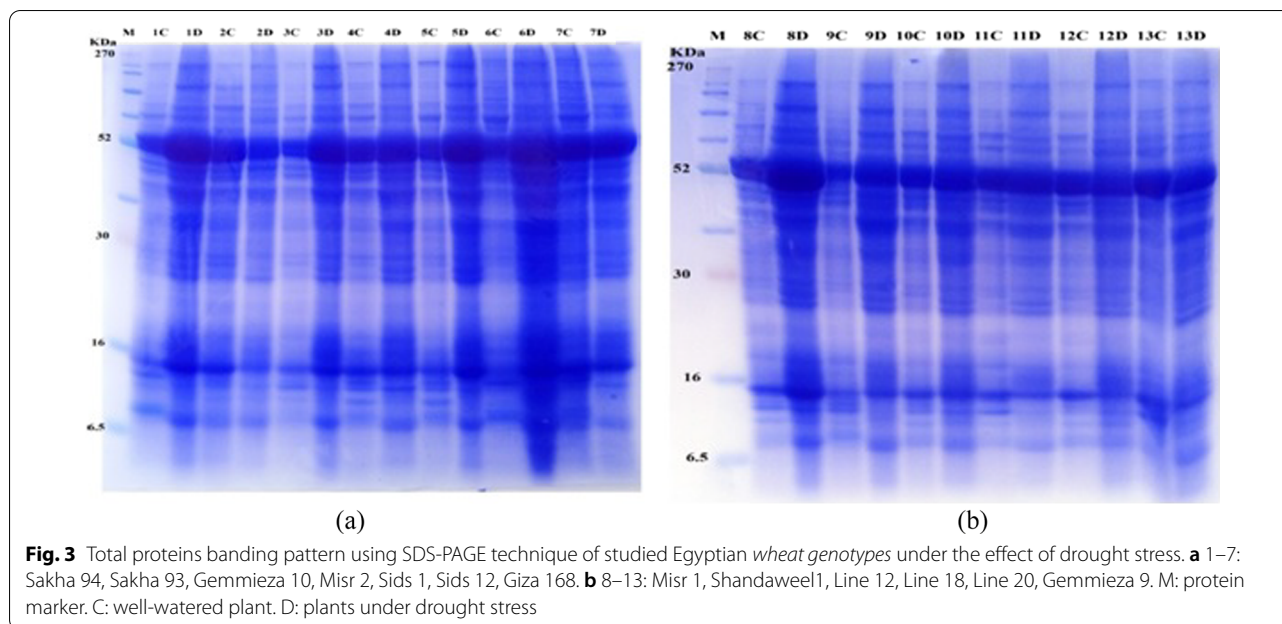 M 1C 1D 2C 2D 3C 3D 4C 4D 5C 5D 6C 6D 7C 7D
KDa
270
52
30
16
6.5
(a)
M 8C 8D 9C 9D 10C 10D 11C 11D 12C 12D 13C 13D
KDa
270
52
30
16
6.5
(b)
Fig. 3 Total proteins banding pattern using SDS-PAGE technique of studied Egyptian wheat genotypes under the effect of drought stress. a 1–7:
Sakha 94, Sakha 93, Gemmieza 10, Misr 2, Sids 1, Sids 12, Giza 168. b 8–13: Misr 1, Shandaweel1, Line 12, Line 18, Line 20, Gemmieza 9. M: protein
marker. C: well-watered plant. D: plants under drought stress